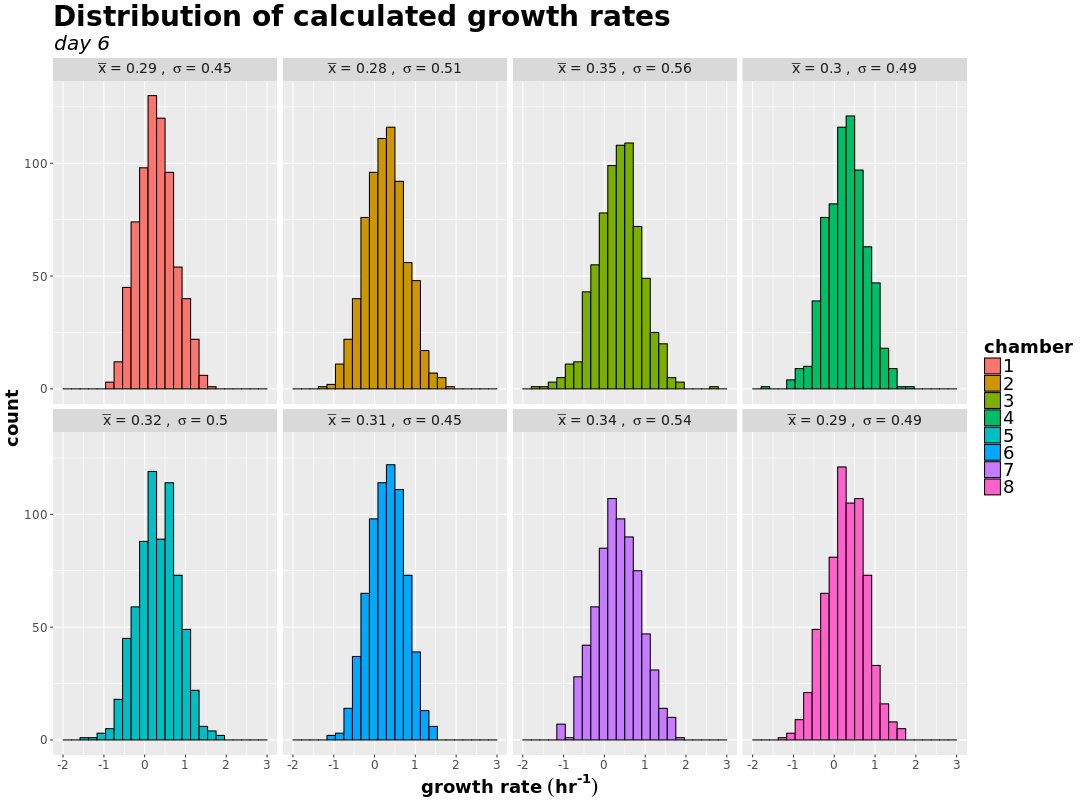 Distribution of calculated growth rates
day 6
x̅ = 0.29 , σ = 0.45
x̅ = 0.28 , σ = 0.51
x̅ = 0.35 , σ = 0.56
x̅ = 0.3 , σ = 0.49
100
50
0
x̅ = 0.32 , σ = 0.5
x̅ = 0.31 , σ = 0.45
x̅ = 0.34 , σ = 0.54
x̅ = 0.29 , σ = 0.49
100
50
0
-2 -1 0 1 2 3
-2 -1 0 1 2 3
-2 -1 0 1 2 3
-2 -1 0 1 2 3
growth rate (hr⁻¹)
count
chamber
1
2
3
4
5
6
7
8